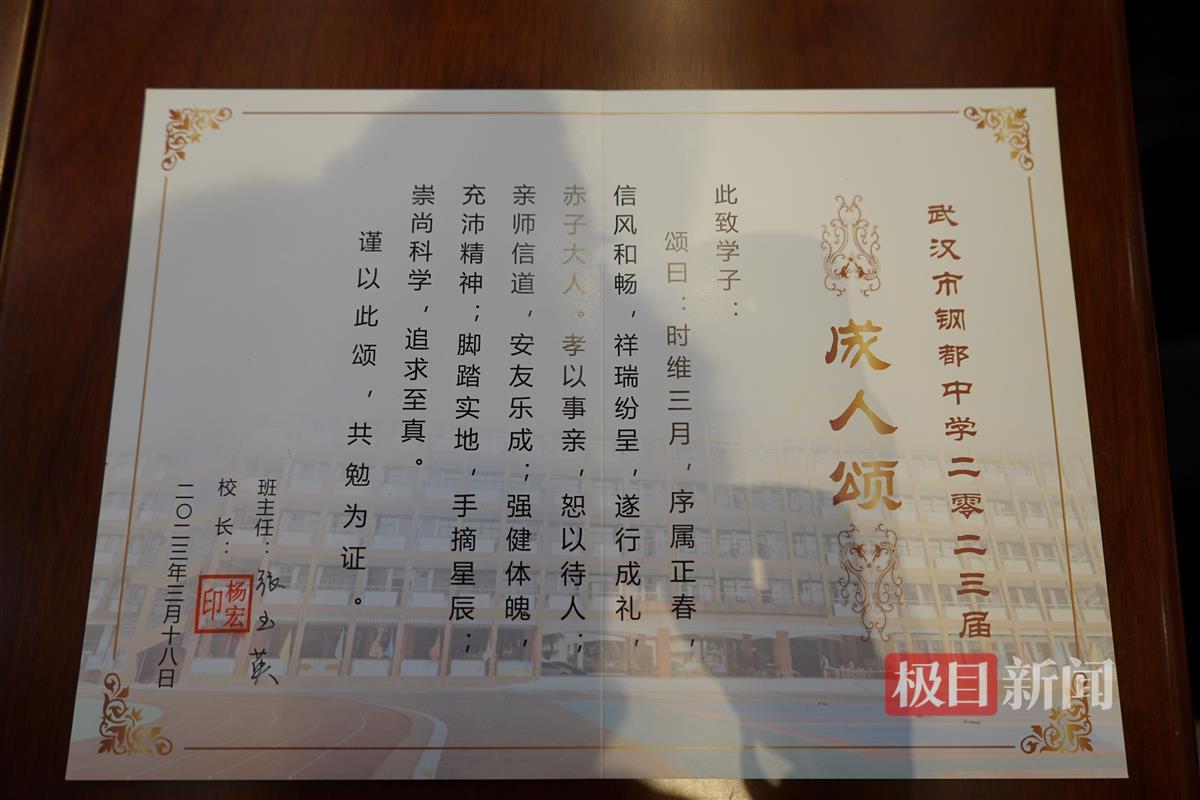 武汉市钢都中学二零二三届
成人颂
此致学子：
颂曰：时维三月，序属正春，
信风和畅，祥瑞纷呈，遂行成礼，
赤子大人。孝以事亲，恕以待人；
亲师信道，安友乐成；强健体魄，
充沛精神；脚踏实地，手摘星辰；
崇尚科学，追求至真。
谨以此颂，共勉为证。
班主任：张玉英
校长：
杨宏印
二〇二三年三月十八日
极目新闻